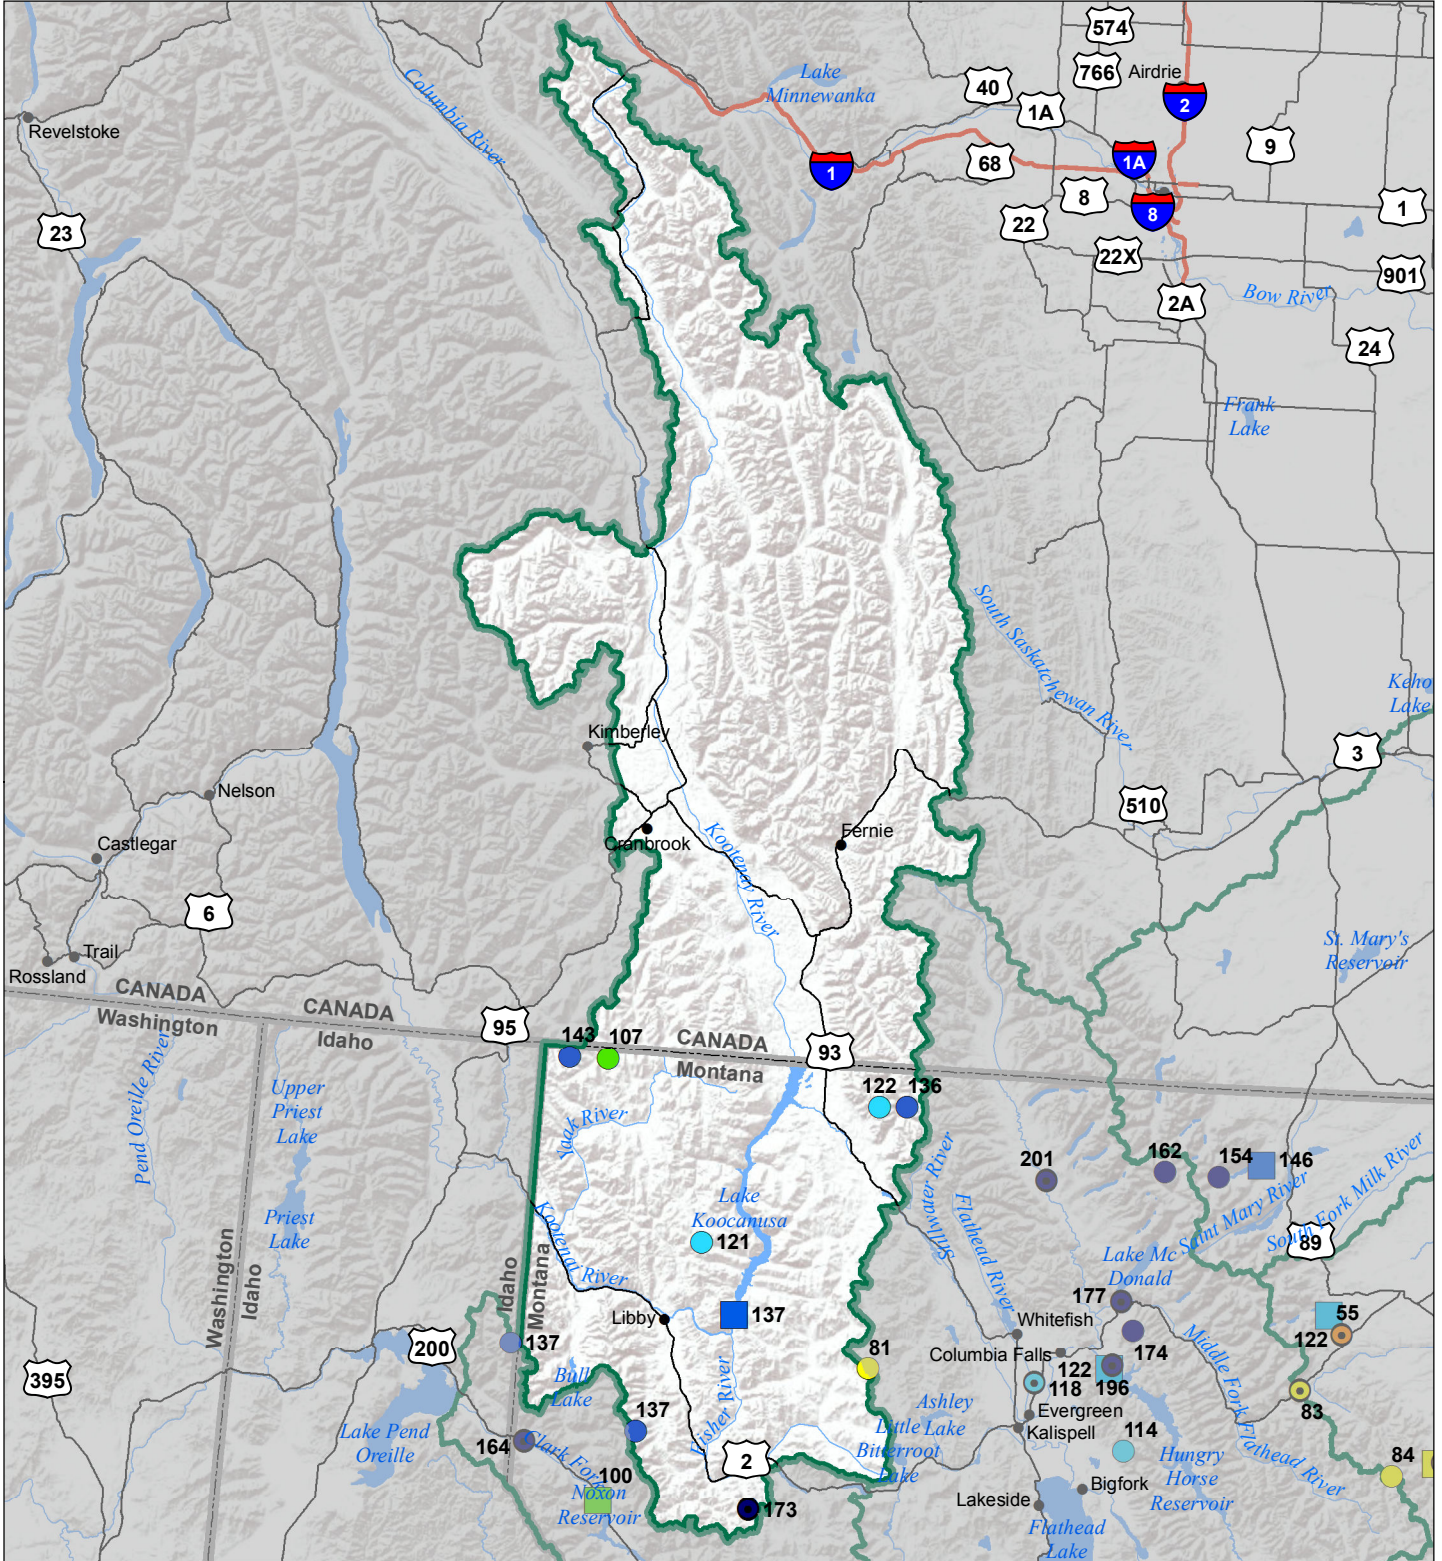 574
766
Airdrie
40
1A
2
Lake
Minnewanka
Columbia River
Revelstoke
9
1
68
1A
8
8
1
23
22
22X
901
2A
Bow River
24
Frank
Lake
South Saskatchewan River
Keho
Lake
Kimberley
3
Nelson
510
Castlegar
Cranbrook
Kootenay River
Fernie
6
St. Mary's
Reservoir
Trail
Rossland
CANADA
Washington
CANADA
Idaho
95
143
107
CANADA
Montana
93
Pend Oreille River
Upper
Priest
Lake
Yaak River
122
136
Stillwater River
Flathead River
201
162
154
146
Saint Mary River
South Fork Milk River
89
Priest
Lake
Lake
Koocanusa
121
Kootenai River
Lake Mc
Donald
Washington
Idaho
Idaho
Montana
177
Libby
137
Whitefish
55
122
137
200
174
Columbia Falls
122
118
196
81
Middle Fork Flathead River
83
395
Bull
Lake
Fisher River
Ashley
Lake
Little
Bitterroot
Lake
Evergreen
Kalispell
137
Lake Pend
Oreille
164
Clark Fork
114
Hungry
Horse
Reservoir
84
100
Noxon
Reservoir
2
Bigfork
173
Lakeside
Flathead
Lake